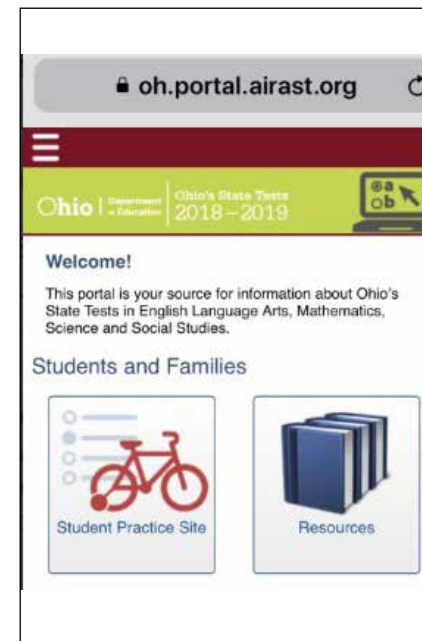 oh.portal.airast.org
Ohio | Department of Education | Ohio's State Tests
2018–2019
a
b
Welcome!
This portal is your source for information about Ohio's
State Tests in English Language Arts, Mathematics,
Science and Social Studies.
Students and Families
Student Practice Site
Resources